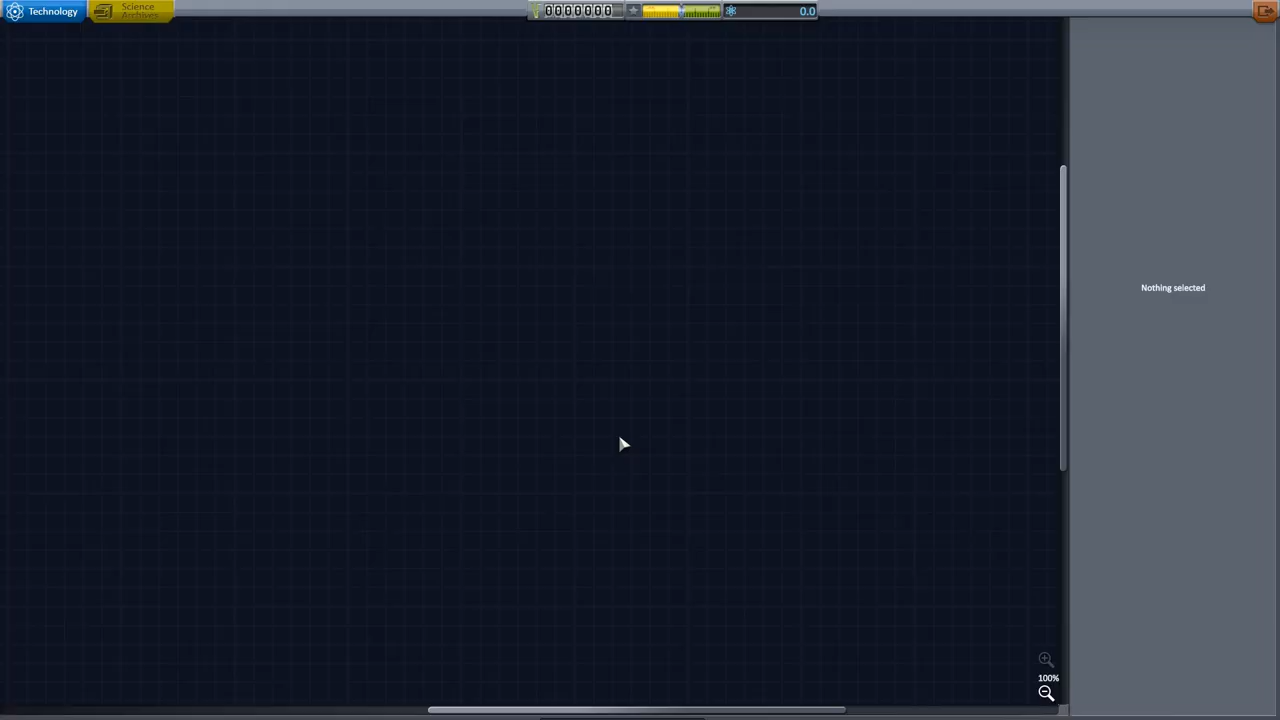 Technology
Science
Archives
0000000
0.0
Nothing selected
100%